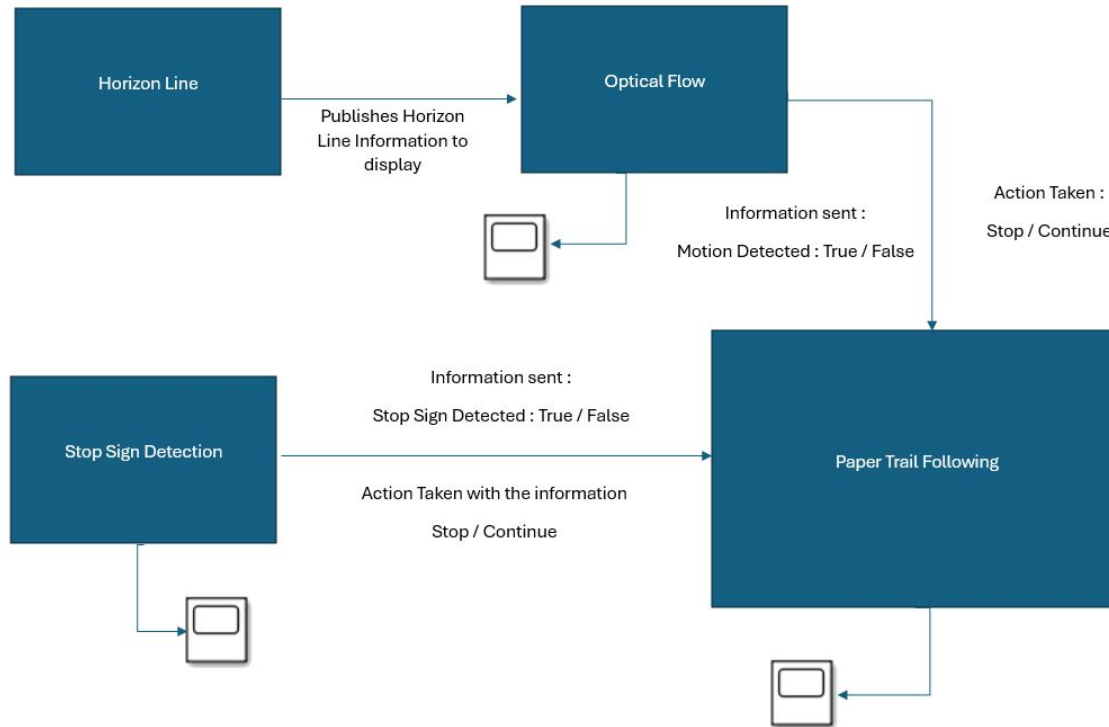 Horizon Line
Optical Flow
Publishes Horizon
Line Information to
display
Information sent :
Motion Detected : True / False
Action Taken :
Stop / Continue
Information sent :
Stop Sign Detected : True / False
Stop Sign Detection
Paper Trail Following
Action Taken with the information
Stop / Continue